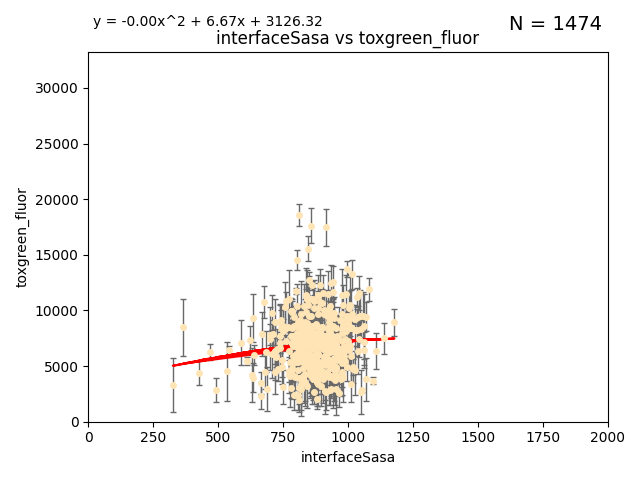 y = -0.00x^2 + 6.67x + 3126.32
N = 1474
interfaceSasa vs toxgreen_fluor
toxgreen_fluor
30000
25000
20000
15000
10000
5000
0
0 250 500 750 1000 1250 1500 1750 2000
interfaceSasa